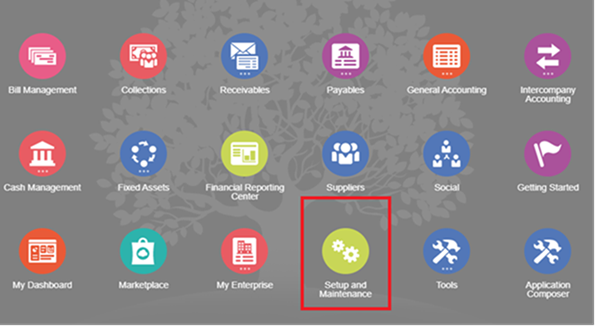 Bill Management
Collections
Receivables
Payables
General Accounting
Intercompany
Accounting
Cash Management
Fixed Assets
Financial Reporting
Center
Suppliers
Social
Getting Started
My Dashboard
Marketplace
My Enterprise
Setup and
Maintenance
Tools
Application
Composer